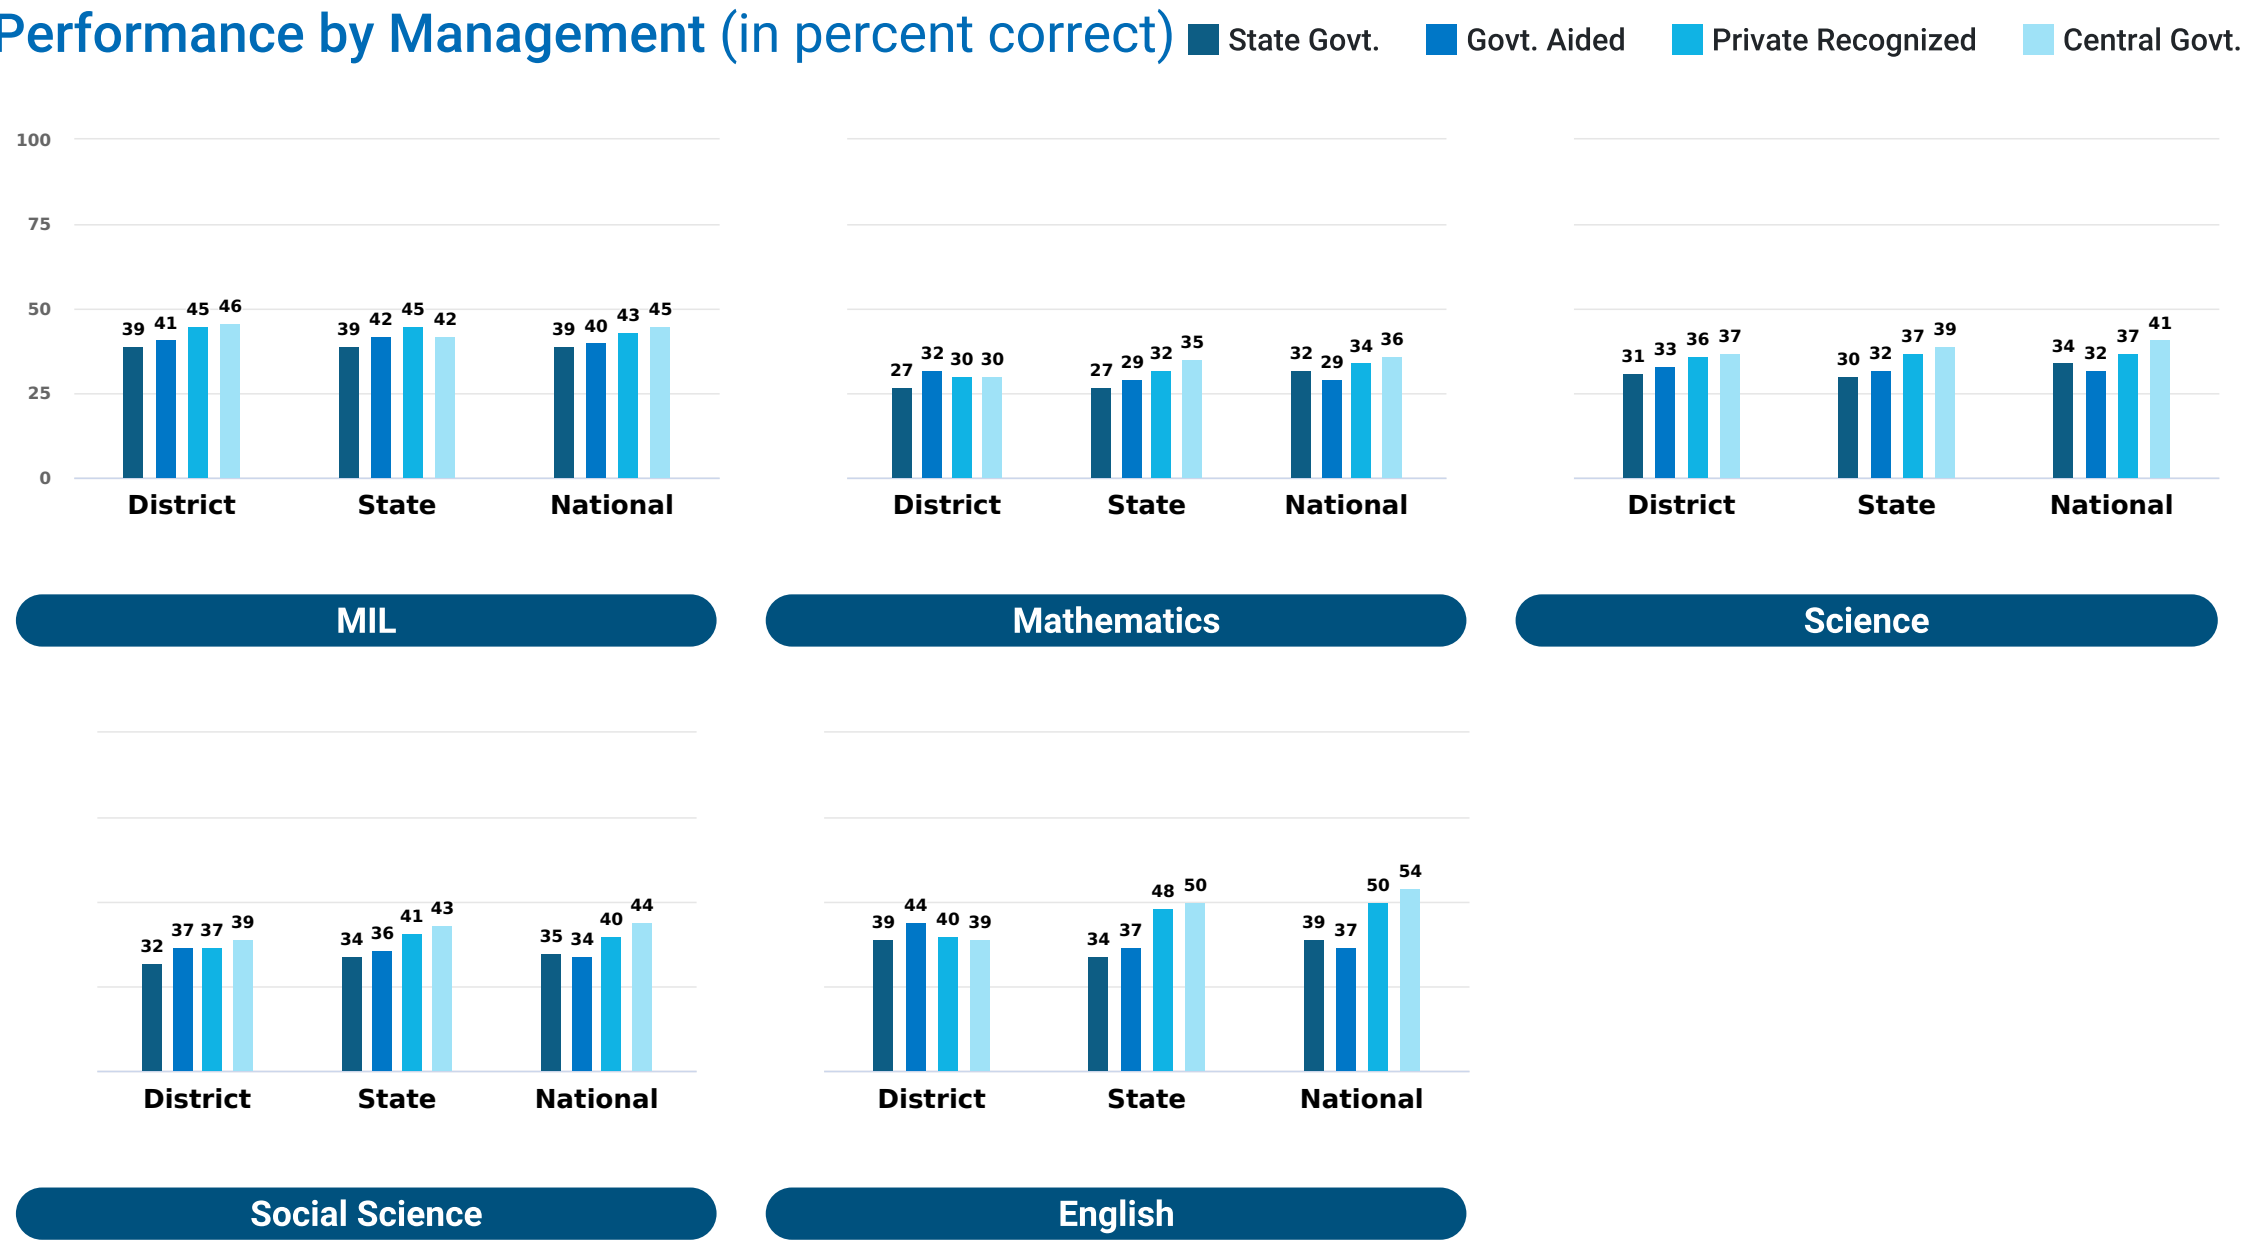 Performance by Management (in percent correct)
State Govt.
Govt. Aided
Private Recognized
Central Govt.
100
75
50
25
0
39 41 45 46
39 42 45 42
39 40 43 45
District State National
MIL
27 32 30 30
27 29 32 35
32 29 34 36
District State National
Mathematics
31 33 36 37
30 32 37 39
34 32 37 41
District State National
Science
32 37 37 39
34 36 41 43
35 34 40 44
District State National
Social Science
39 44 40 39
34 37 48 50
39 37 50 54
District State National
English